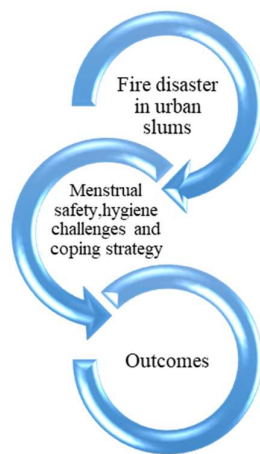 Fire disaster
in urban
slums
Menstrual
safety,hygiene
challenges and
coping strategy
Outcomes